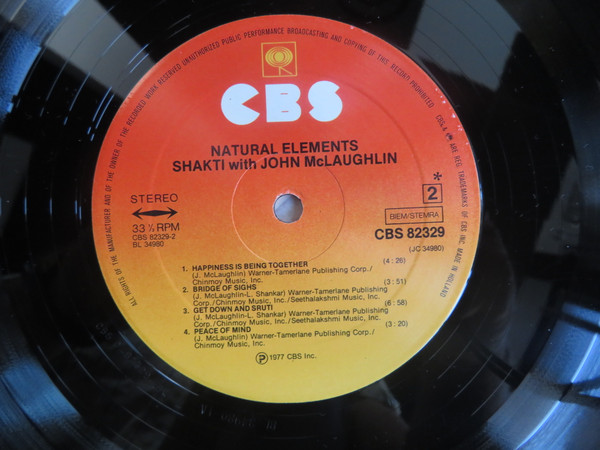 ALL RIGHTS OF THE MANUFACTURER AND OF THE OWNER OF THE RECORDED WORK RESERVED UNAUTHORIZED PUBLIC PERFORMANCE BROADCASTING AND COPYING OF THIS RECORD PROHIBITED
CBS & ARE REG. TRADEMARKS OF CBS INC. MADE IN HOLLAND
CBS
NATURAL ELEMENTS
SHAKTI with JOHN McLAUGHLIN
STEREO
33 ⅓ RPM
CBS 82329-2
BL 34980
*
2
BIEM/STEMRA
CBS 82329
(JC 34980)
1. HAPPINESS IS BEING TOGETHER (4:26)
(J. McLaughlin) Warner-Tamerlane Publishing Corp./
Chinmoy Music, Inc.
2. BRIDGE OF SIGHS (3:51)
(J. McLaughlin-L. Shankar) Warner-Tamerlane Publishing
Corp./Chinmoy Music, Inc./Seethalakshmi Music, Inc.
3. GET DOWN AND SRUTI (6:58)
(J. McLaughlin-L. Shankar) Warner-Tamerlane Publishing
Corp./Chinmoy Music, Inc./Seethalakshmi Music, Inc.
4. PEACE OF MIND (3:20)
(J. McLaughlin) Warner-Tamerlane Publishing Corp./
Chinmoy Music, Inc.
℗ 1977 CBS Inc.